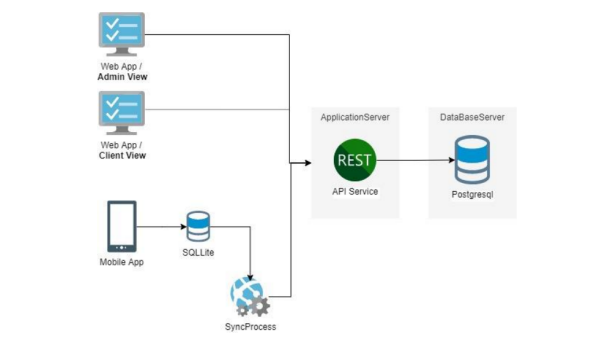 Web App /
Admin View
Web App /
Client View
ApplicationServer
DataBaseServer
REST
API Service
Postgresql
SQLLite
Mobile App
SyncProcess